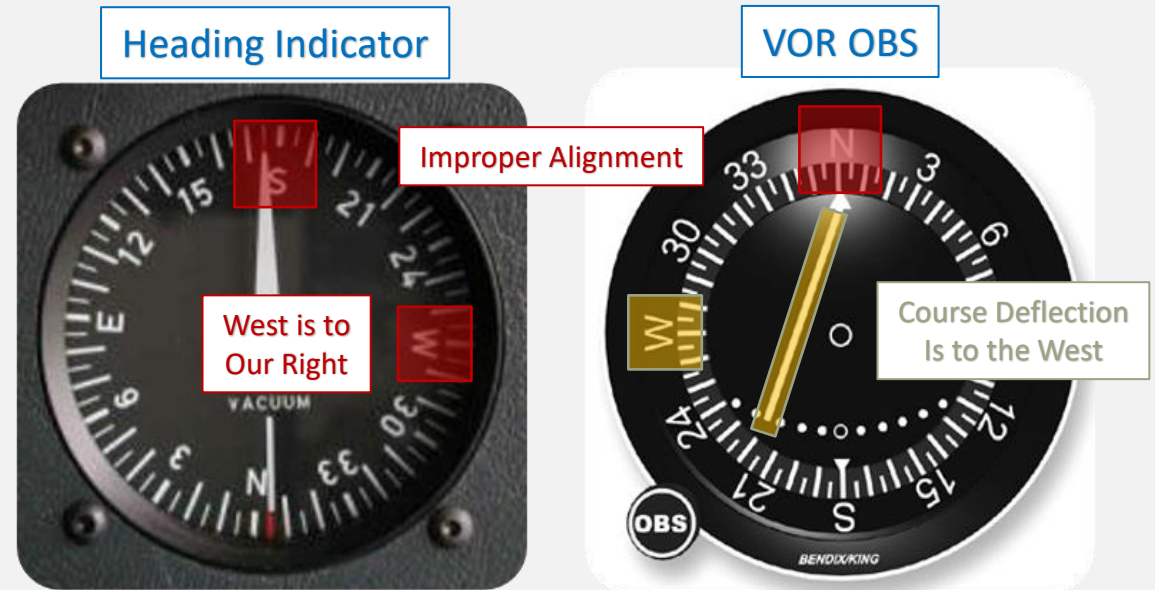 Heading Indicator
VOR OBS
Improper Alignment
West is to
Our Right
Course Deflection
Is to the West
S
21
24
W
30
33
N
3
6
E
12
15
VACUUM
N
3
6
12
15
S
21
24
W
30
33
OBS
BENDIX/KING